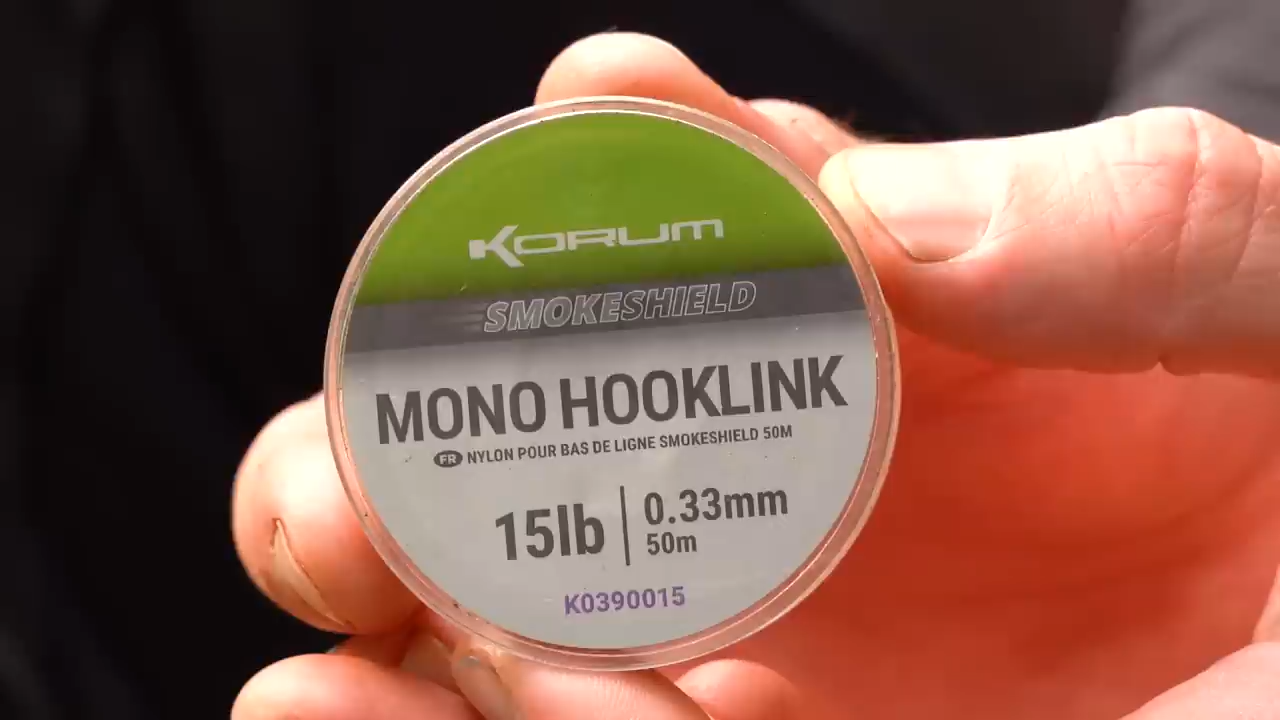 KORUM
SMOKESHIELD
MONO HOOKLINK
FR NYLON POUR BAS DE LIGNE SMOKESHIELD 50M
15lb
0.33mm
50m
K0390015